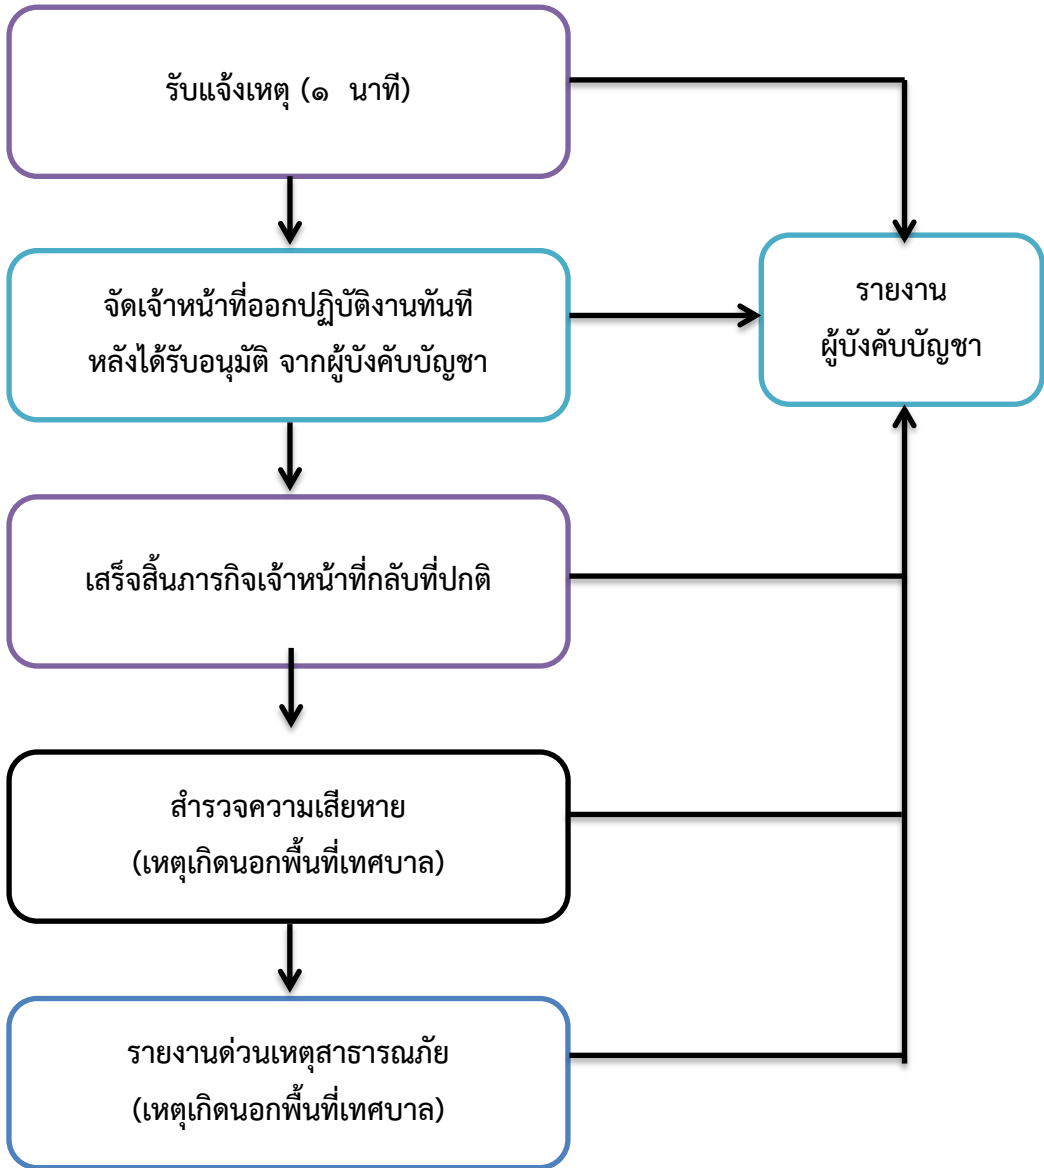 รับแจ้งเหตุ (๑ นาที)
จัดเจ้าหน้าที่ออกปฏิบัติงานทันที
หลังได้รับอนุมัติ จากผู้บังคับบัญชา
รายงาน
ผู้บังคับบัญชา
เสร็จสิ้นภารกิจเจ้าหน้าที่กลับที่ปกติ
สำรวจความเสียหาย
(เหตุเกิดนอกพื้นที่เทศบาล)
รายงานด่วนเหตุสาธารณภัย
(เหตุเกิดนอกพื้นที่เทศบาล)